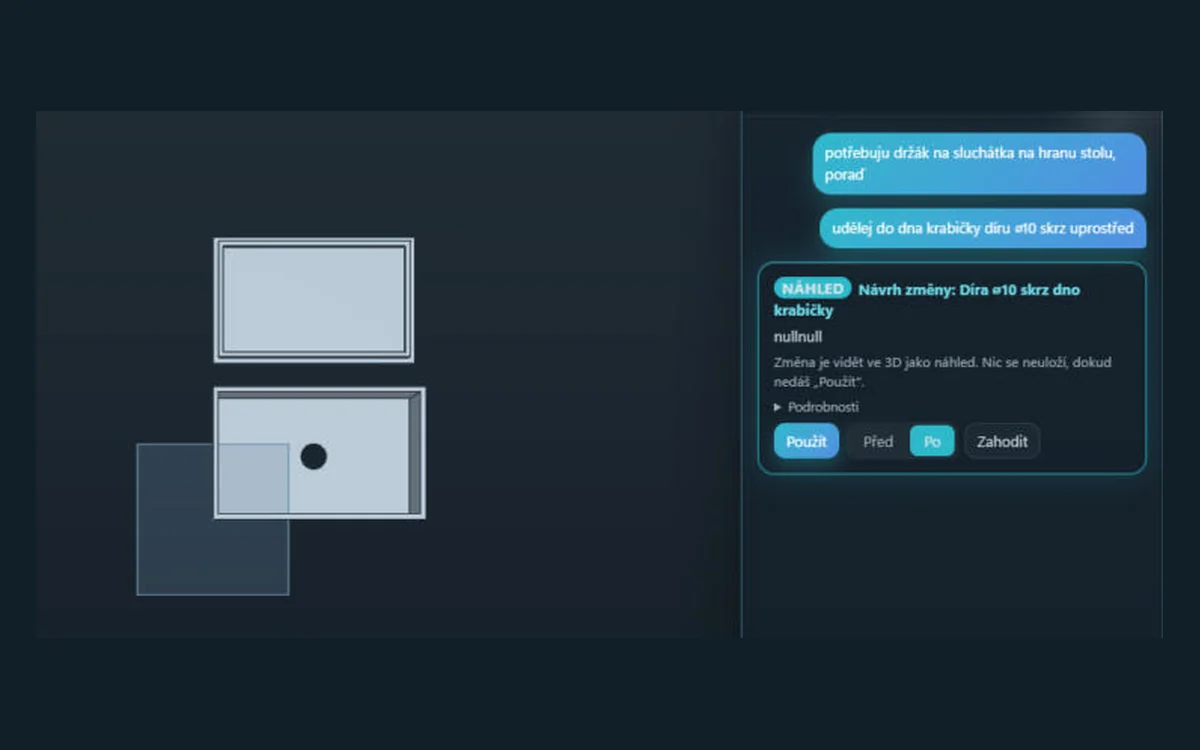 potřebuju držák na sluchátka na hranu stolu,
poraď
udělej do dna krabičky díru ⌀10 skrz uprostřed
NÁHLED Návrh změny: Díra ⌀10 skrz dno
krabičky
nullnull
Změna je vidět ve 3D jako náhled. Nic se neuloží, dokud
nedáš „Použít“.
▶ Podrobnosti
Použít Před Po Zahodit